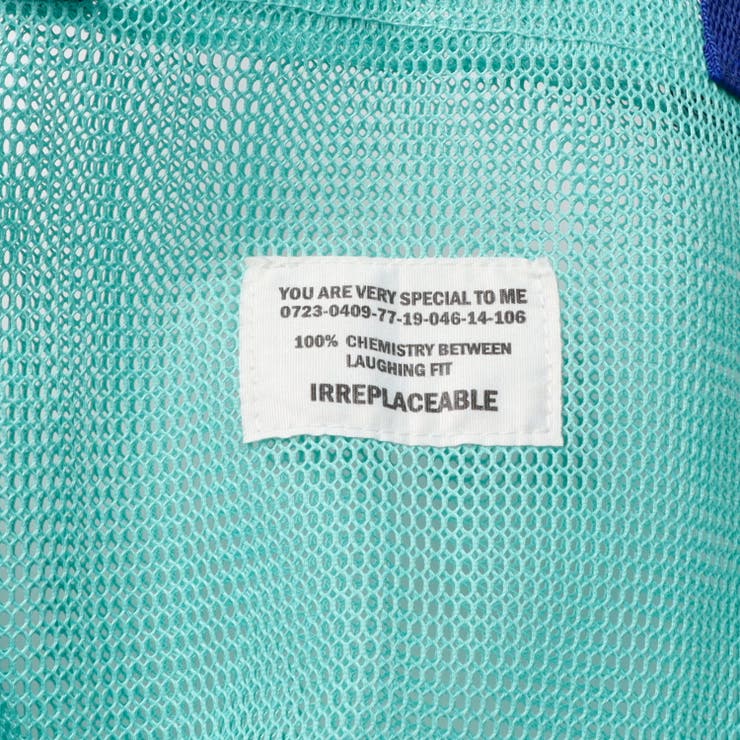 YOU ARE VERY SPECIAL TO ME
0723-0409-77-19-046-14-106
100% CHEMISTRY BETWEEN
LAUGHING FIT
IRREPLACEABLE